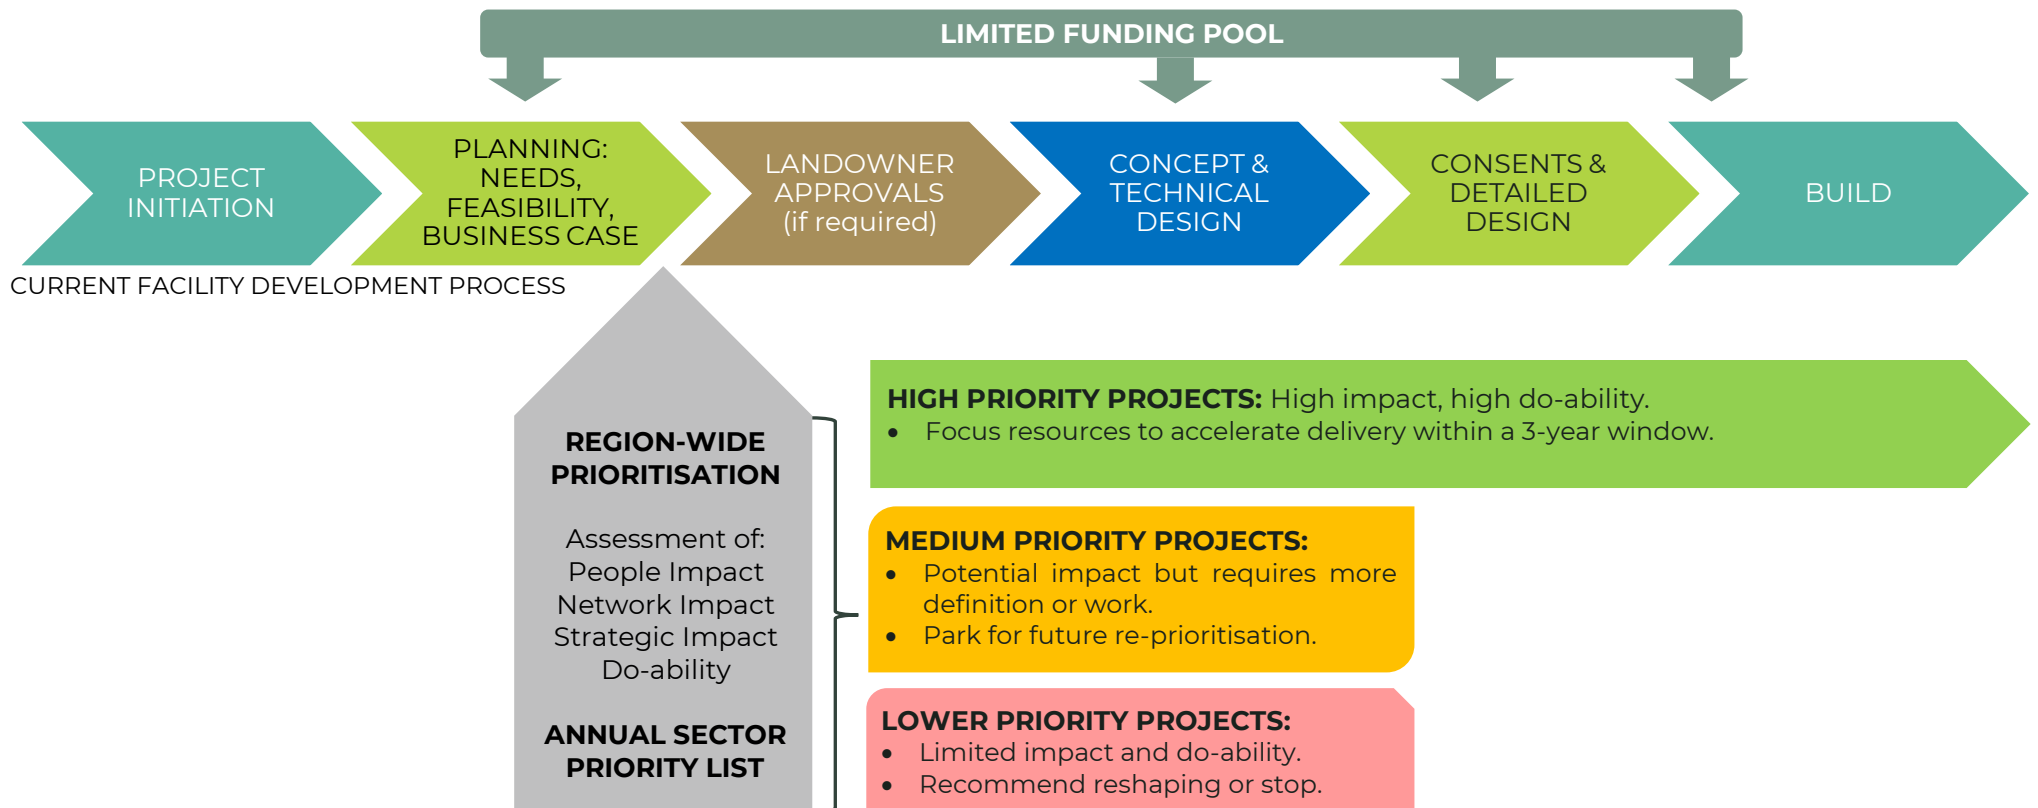 LIMITED FUNDING POOL
PROJECT
INITIATION
PLANNING:
NEEDS,
FEASIBILITY,
BUSINESS CASE
LANDOWNER
APPROVALS
(if required)
CONCEPT &
TECHNICAL
DESIGN
CONSENTS &
DETAILED
DESIGN
BUILD
CURRENT FACILITY DEVELOPMENT PROCESS
REGION-WIDE
PRIORITISATION
Assessment of:
People Impact
Network Impact
Strategic Impact
Do-ability
ANNUAL SECTOR
PRIORITY LIST
HIGH PRIORITY PROJECTS: High impact, high do-ability.
• Focus resources to accelerate delivery within a 3-year window.
MEDIUM PRIORITY PROJECTS:
• Potential impact but requires more
definition or work.
• Park for future re-prioritisation.
LOWER PRIORITY PROJECTS:
• Limited impact and do-ability.
• Recommend reshaping or stop.